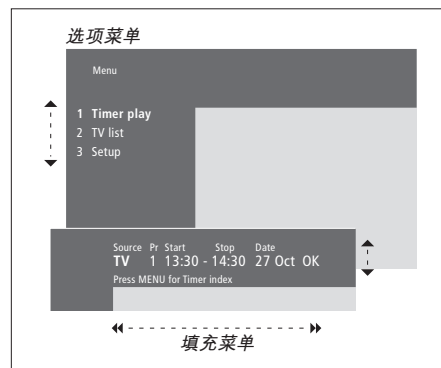 选项菜单
Menu
1 Timer play
2 TV list
3 Setup
Source Pr Start Stop Date
TV 1 13:30 - 14:30 27 Oct OK
Press MENU for Timer index
填充菜单